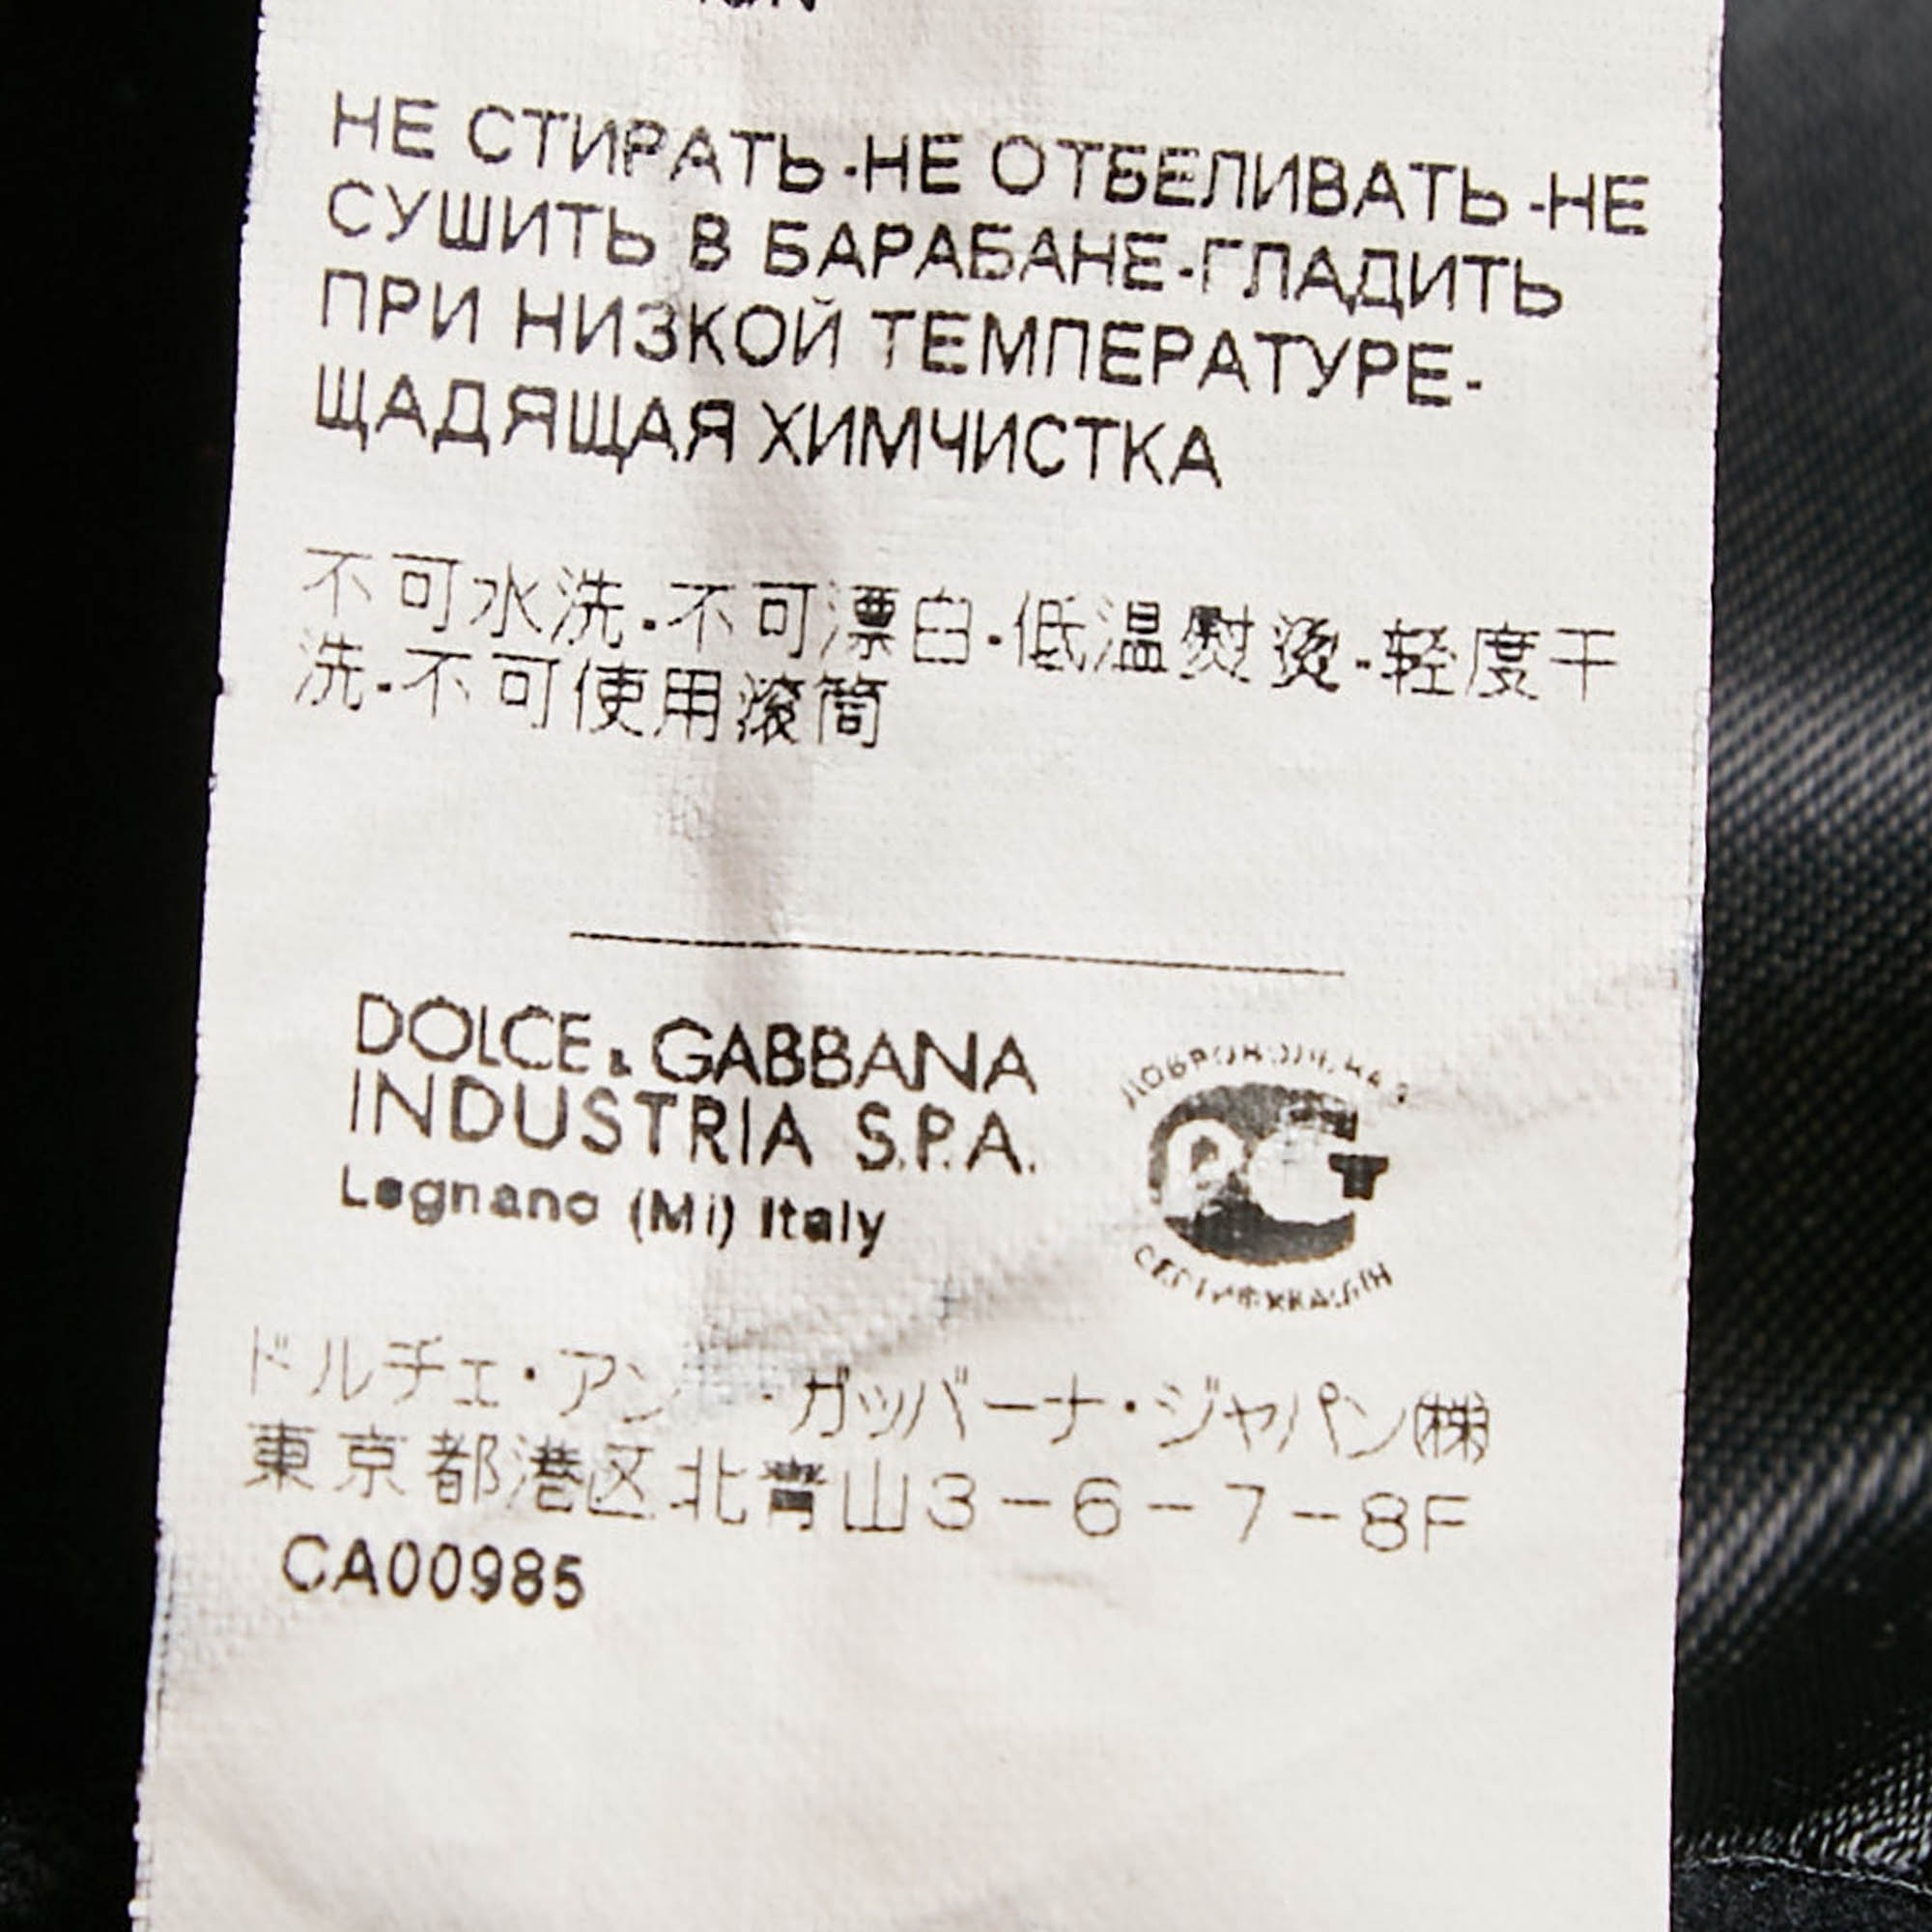 НЕ СТИРАТЬ-НЕ ОТБЕЛИВАТЬ-НЕ
СУШИТЬ В БАРАБАНЕ-ГЛАДИТЬ
ПРИ НИЗКОЙ ТЕМПЕРАТУРЕ-
ЩАДЯЩАЯ ХИМЧИСТКА
不可水洗.不可漂白.低温熨烫.轻度干
洗.不可使用滚筒
DOLCE & GABBANA
INDUSTRIA S.P.A.
Legnano (Mi) Italy
РСТ
ドルチェ・アン ・ガッバーナ・ジャパン(株)
東京都港区北青山3-6-7-8F
CA00985